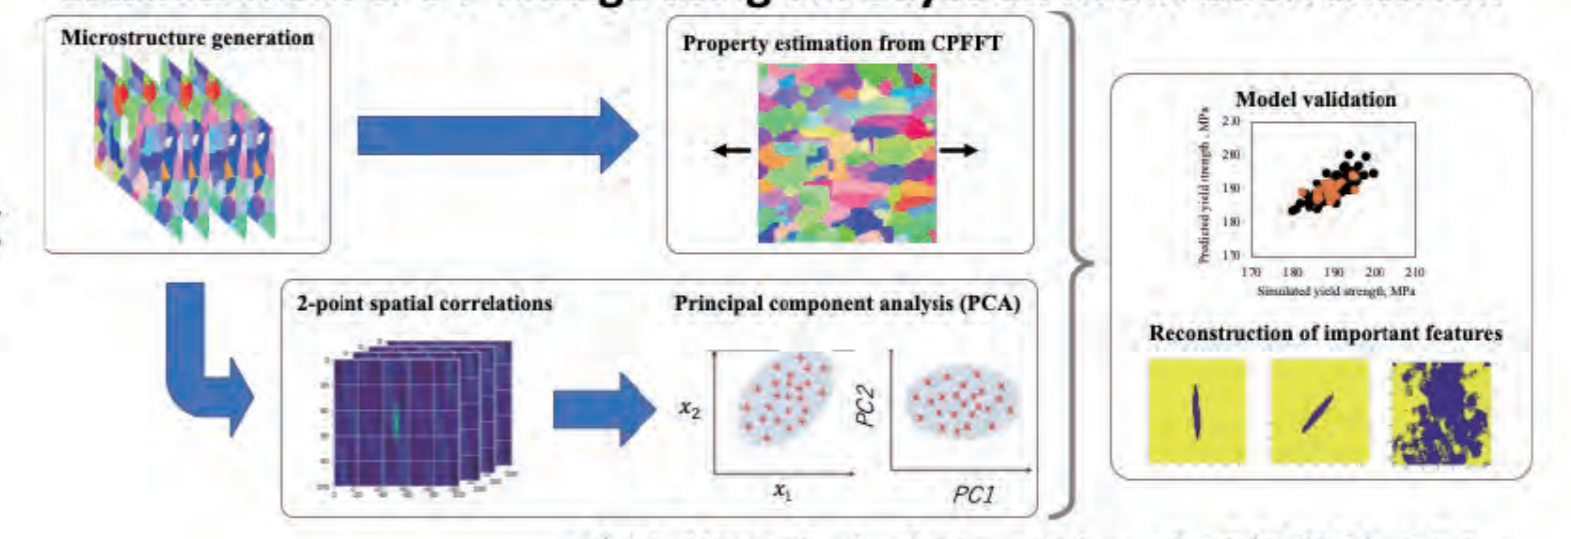 Microstructure generation
Property estimation from CPFFT
2-point spatial correlations
Principal component analysis (PCA)
x₂
x₁
PC2
PC1
Model validation
Predicted yield strength, MPa
210
200
190
180
170
170 180 190 200 210
Simulated yield strength, MPa
Reconstruction of important features